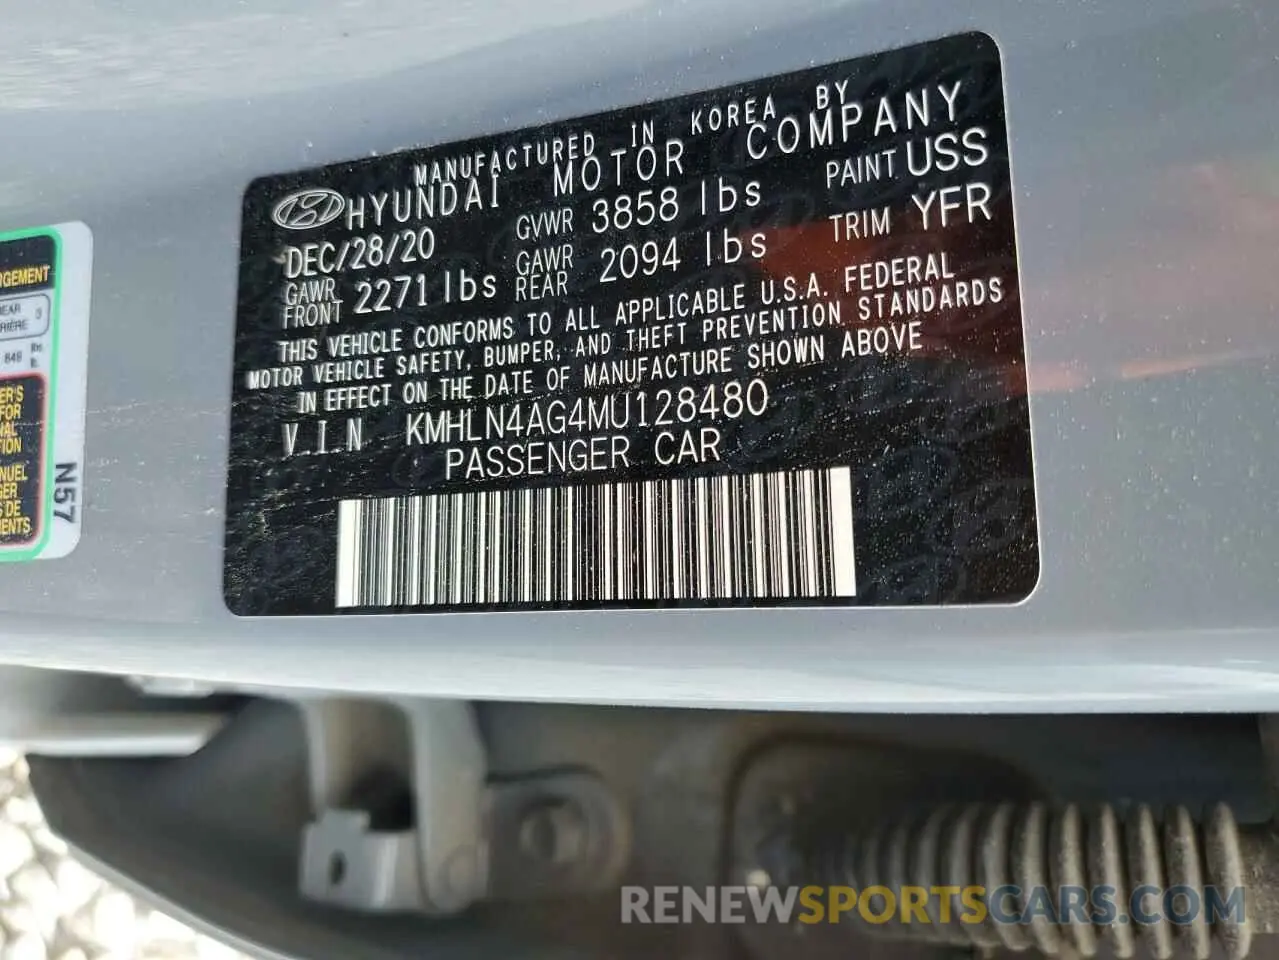 MANUFACTURED IN KOREA BY
HYUNDAI MOTOR COMPANY
DEC/28/20 GVWR 3858 lbs PAINT USS
GAWR FRONT 2271 lbs GAWR REAR 2094 lbs TRIM YFR
THIS VEHICLE CONFORMS TO ALL APPLICABLE U.S.A. FEDERAL
MOTOR VEHICLE SAFETY, BUMPER, AND THEFT PREVENTION STANDARDS
IN EFFECT ON THE DATE OF MANUFACTURE SHOWN ABOVE
VIN KMHLN4AG4MU128480
PASSENGER CAR
N57
RENEWSPORTSCARS.COM